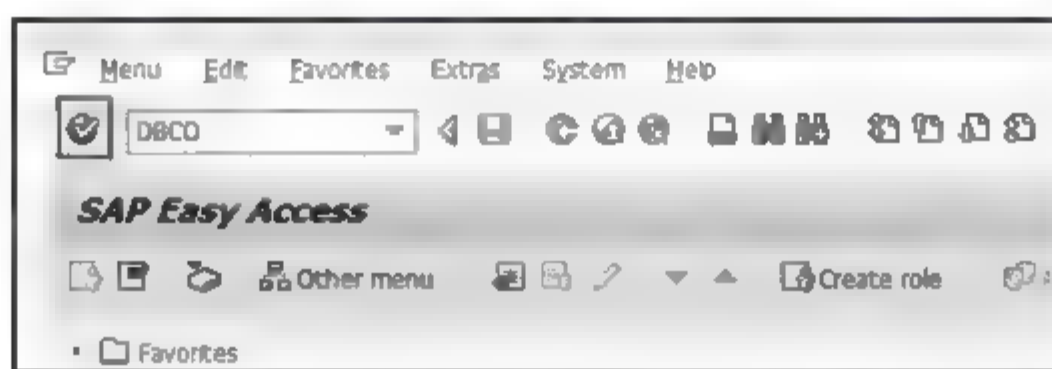 Menu Edit Favorites Extras System Help
DBCO
SAP Easy Access
Other menu Create role
Favorites